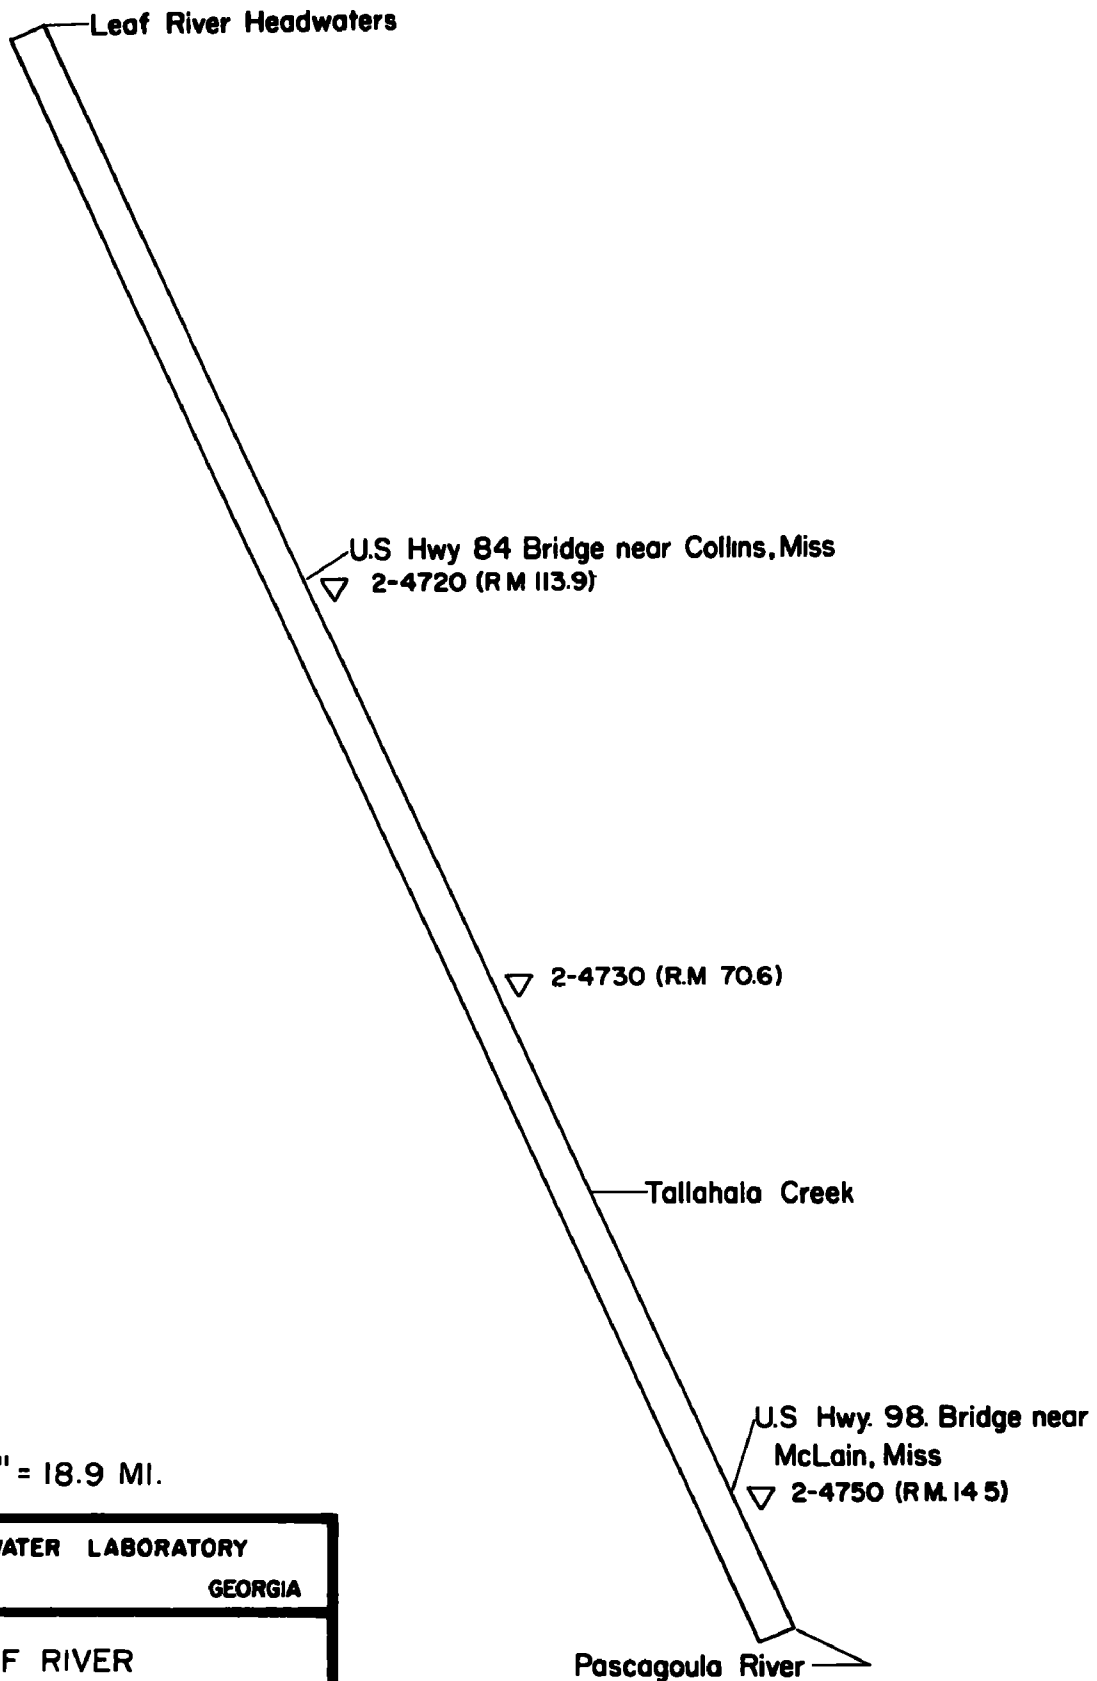 Leaf River Headwaters
U.S Hwy 84 Bridge near Collins, Miss
2-4720 (R M 113.9)
2-4730 (R.M 70.6)
Tallahala Creek
U.S Hwy. 98. Bridge near
McLain, Miss
2-4750 (R M. 14 5)
" = 18.9 MI.
LABORATORY
GEORGIA
RIVER
Pascagoula River